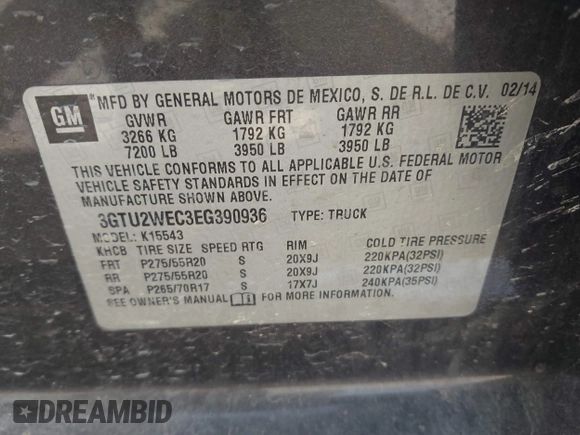 GM
MFD BY GENERAL MOTORS DE MEXICO, S. DE R.L. DE C.V. 02/14
GVWR GAWR FRT GAWR RR
3266 KG 1792 KG 1792 KG
7200 LB 3950 LB 3950 LB
THIS VEHICLE CONFORMS TO ALL APPLICABLE U.S. FEDERAL MOTOR
VEHICLE SAFETY STANDARDS IN EFFECT ON THE DATE OF
MANUFACTURE SHOWN ABOVE.
3GTU2WEC3EG390936 TYPE: TRUCK
MODEL: K15543
KHCB TIRE SIZE SPEED RTG RIM COLD TIRE PRESSURE
FRT P275/55R20 S 20X9J 220KPA(32PSI)
RR P275/55R20 S 20X9J 220KPA(32PSI)
SPA P265/70R17 S 17X7J 240KPA(35PSI)
SEE OWNER'S MANUAL FOR MORE INFORMATION.
DREAMBID